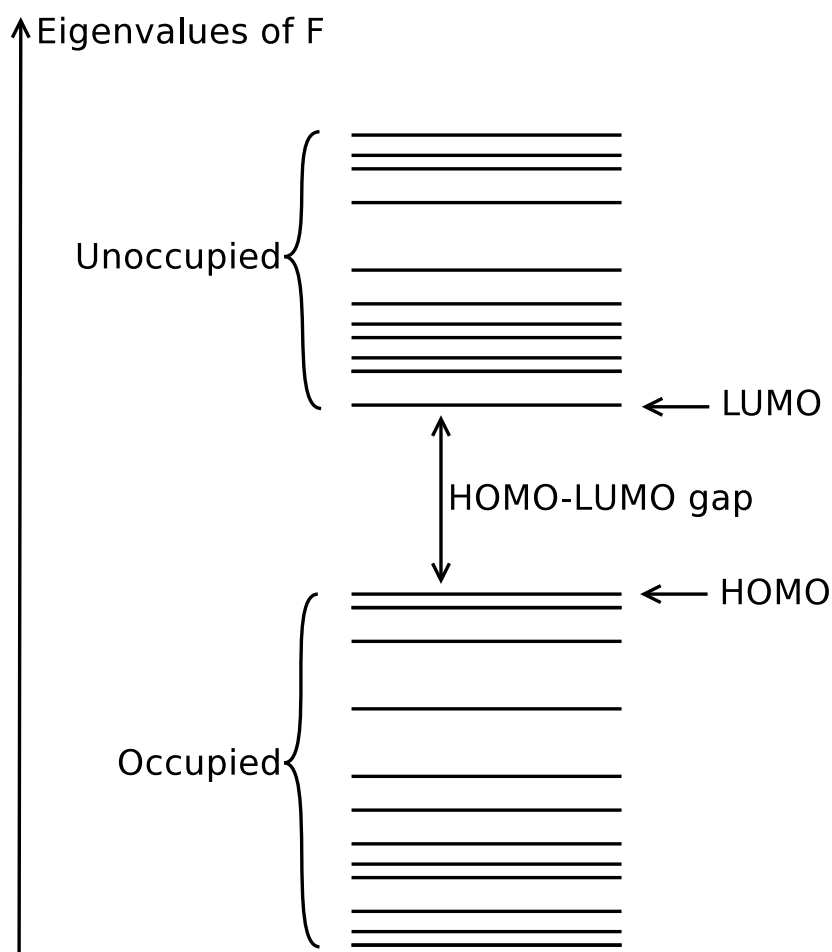 Eigenvalues of F
Unoccupied
LUMO
HOMO-LUMO gap
HOMO
Occupied